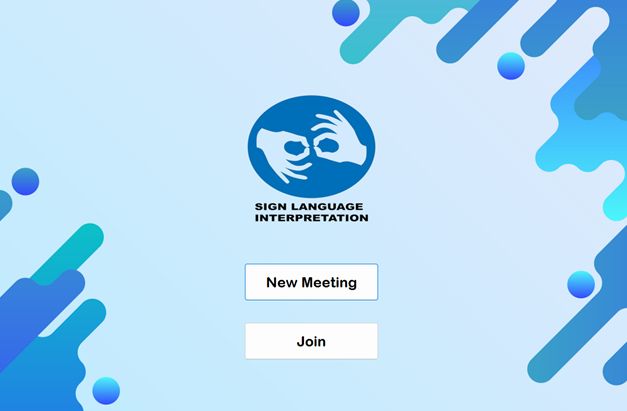 SIGN LANGUAGE
INTERPRETATION
New Meeting
Join